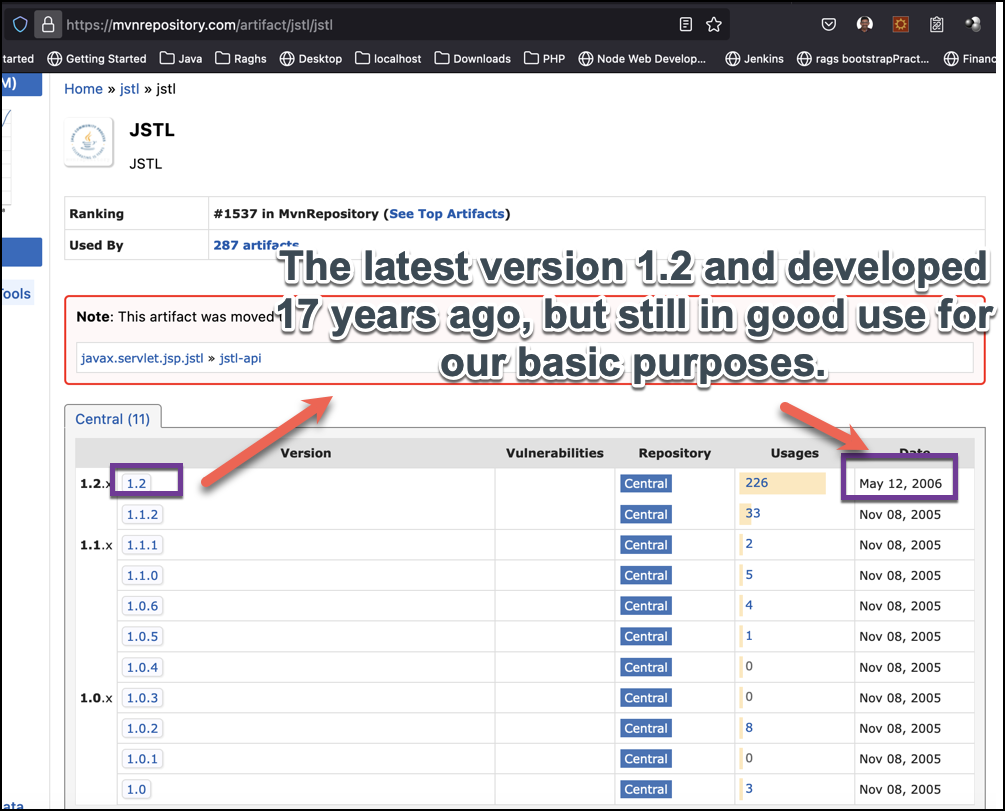 https://mvnrepository.com/artifact/jstl/jstl
tarted Getting Started Java Raghs Desktop localhost Downloads PHP Node Web Develop... Jenkins rags bootstrapPract... Financ
M)
Home » jstl » jstl
JSTL
JSTL
Ranking #1537 in MvnRepository (See Top Artifacts)
Used By 287 artifacts
The latest version 1.2 and developed
17 years ago, but still in good use for
our basic purposes.
Tools
Note: This artifact was moved
javax.servlet.jsp.jstl » jstl-api
Central (11)
Version Vulnerabilities Repository Usages Date
1.2.x 1.2 Central 226 May 12, 2006
1.1.2 Central 33 Nov 08, 2005
1.1.x 1.1.1 Central 2 Nov 08, 2005
1.1.0 Central 5 Nov 08, 2005
1.0.6 Central 4 Nov 08, 2005
1.0.5 Central 1 Nov 08, 2005
1.0.4 Central 0 Nov 08, 2005
1.0.x 1.0.3 Central 0 Nov 08, 2005
1.0.2 Central 8 Nov 08, 2005
1.0.1 Central 0 Nov 08, 2005
1.0 Central 3 Nov 08, 2005
ata